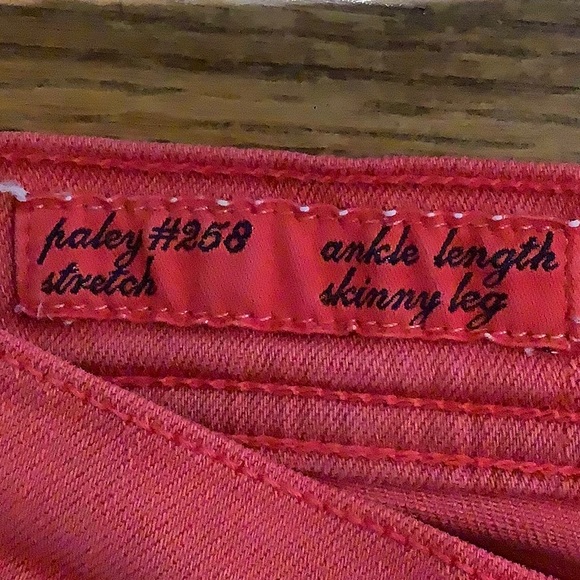 paley #258
stretch
ankle length
skinny leg